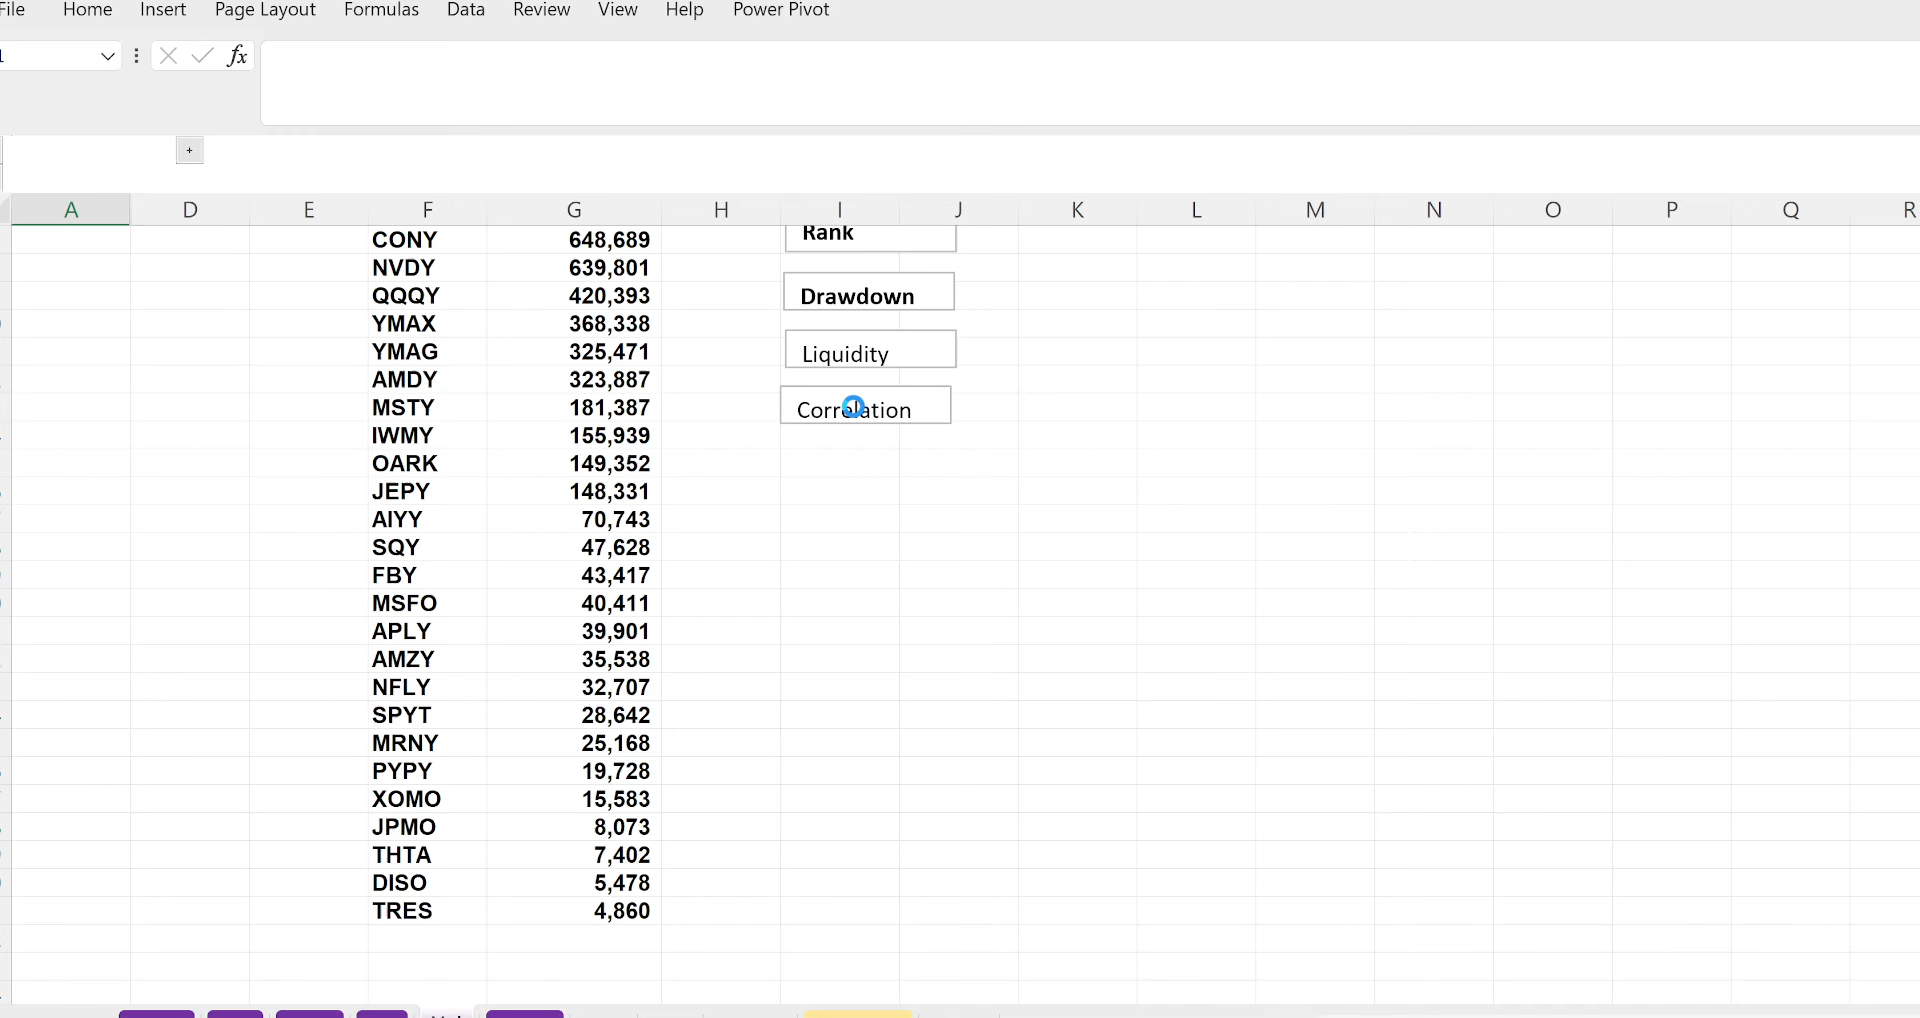 File Home Insert Page Layout Formulas Data Review View Help Power Pivot
fx
+
A D E F G H I J K L M N O P Q R
CONY 648,689 Rank
NVDY 639,801
QQQY 420,393 Drawdown
YMAX 368,338
YMAG 325,471 Liquidity
AMDY 323,887
MSTY 181,387 Correlation
IWMY 155,939
OARK 149,352
JEPY 148,331
AIYY 70,743
SQY 47,628
FBY 43,417
MSFO 40,411
APLY 39,901
AMZY 35,538
NFLY 32,707
SPYT 28,642
MRNY 25,168
PYPY 19,728
XOMO 15,583
JPMO 8,073
THTA 7,402
DISO 5,478
TRES 4,860